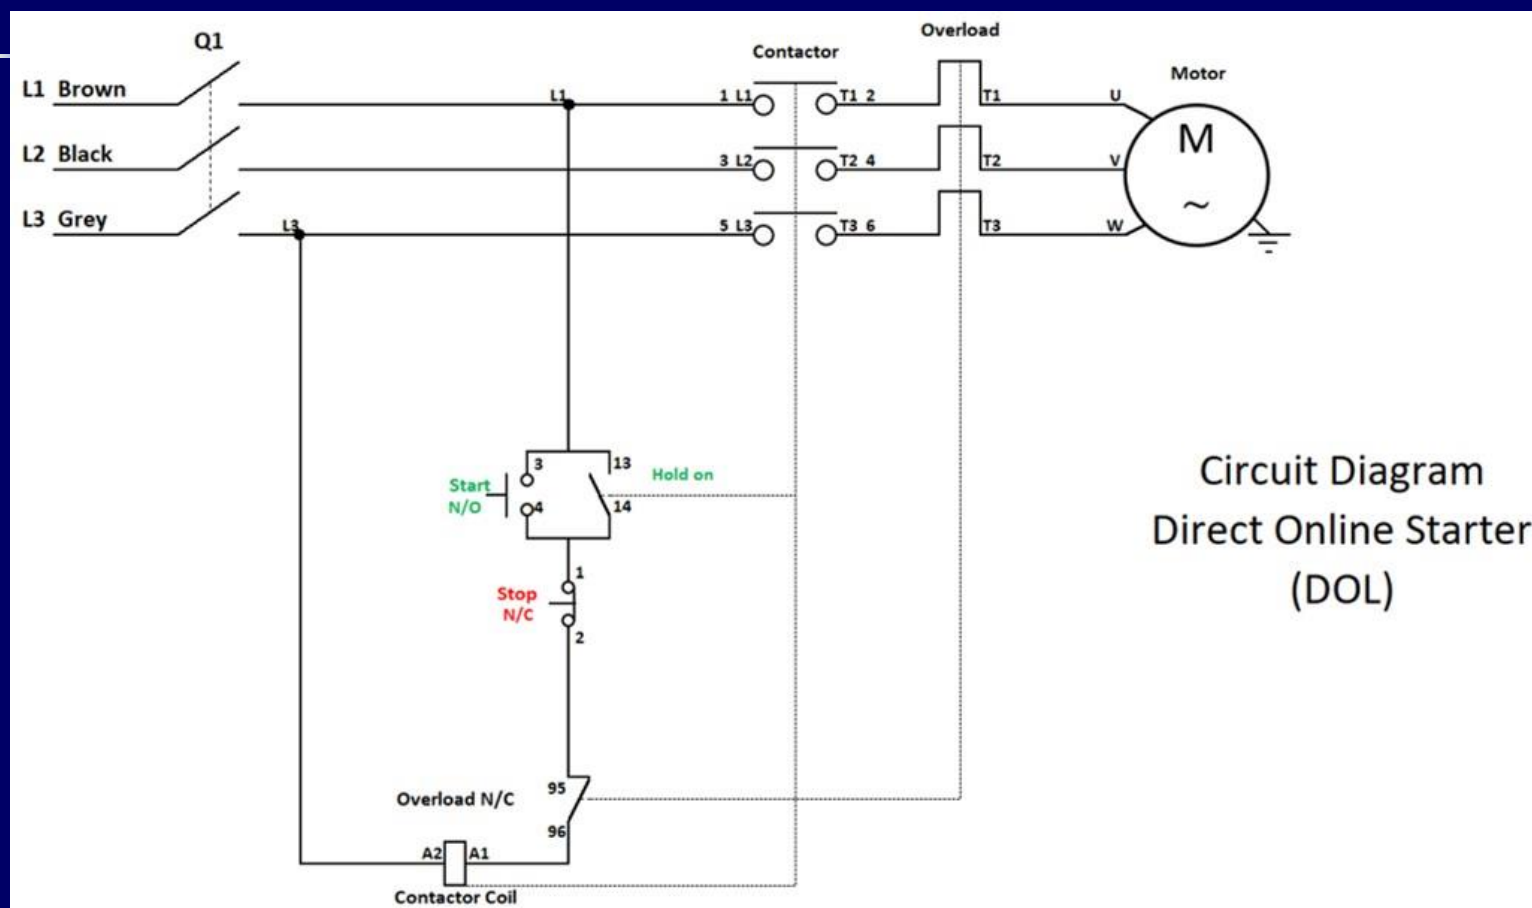 Q1
Contactor
Overload
Motor
L1 Brown
L1
1 L1
T1 2
T1
U
M
~
L2 Black
3 L2
T2 4
T2
V
L3 Grey
L3
5 L3
T3 6
T3
W
3
13
Start
N/O
Hold on
4
14
Circuit Diagram
Direct Online Starter
(DOL)
1
Stop
N/C
2
95
Overload N/C
96
A2
A1
Contactor Coil